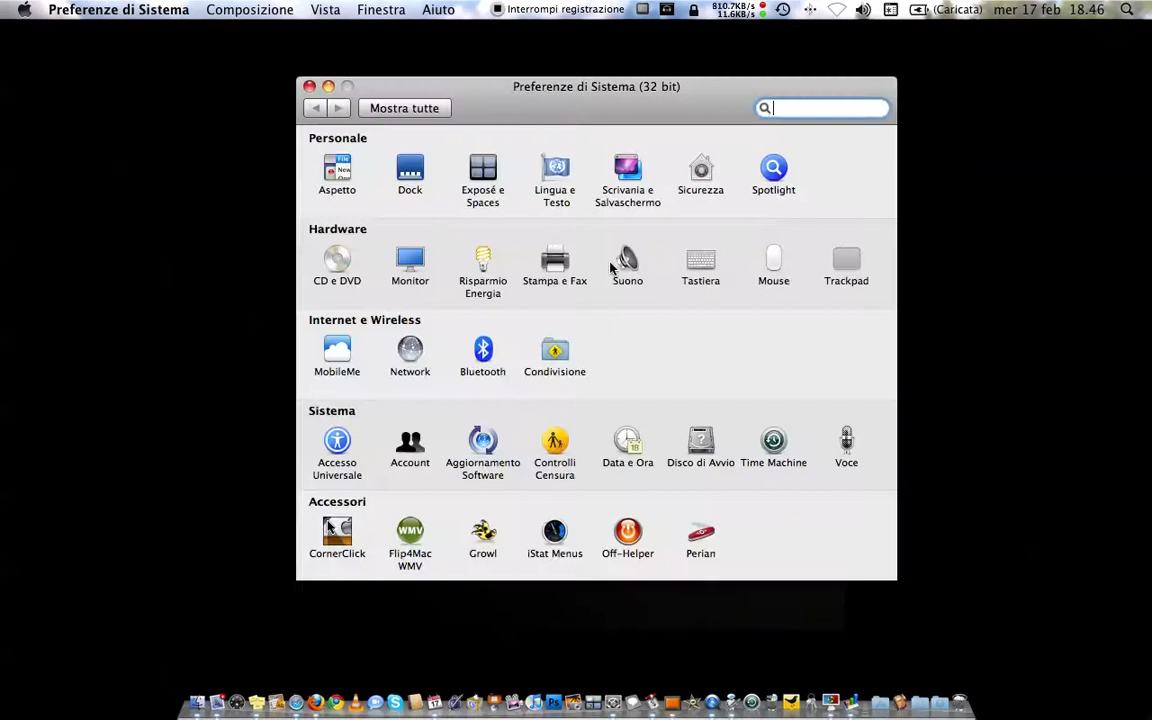 Preferenze di Sistema Composizione Vista Finestra Aiuto Interrompi registrazione 810.7KB/s 11.6KB/s (Caricata) mer 17 feb 18.46
Preferenze di Sistema (32 bit)
Mostra tutte
Personale
Aspetto Dock Exposé e Spaces Lingua e Testo Scrivania e Salvaschermo Sicurezza Spotlight
Hardware
CD e DVD Monitor Risparmio Energia Stampa e Fax Suono Tastiera Mouse Trackpad
Internet e Wireless
MobileMe Network Bluetooth Condivisione
Sistema
Accesso Universale Account Aggiornamento Software Controlli Censura Data e Ora Disco di Avvio Time Machine Voce
Accessori
CornerClick Flip4Mac WMV Growl iStat Menus Off-Helper Perian